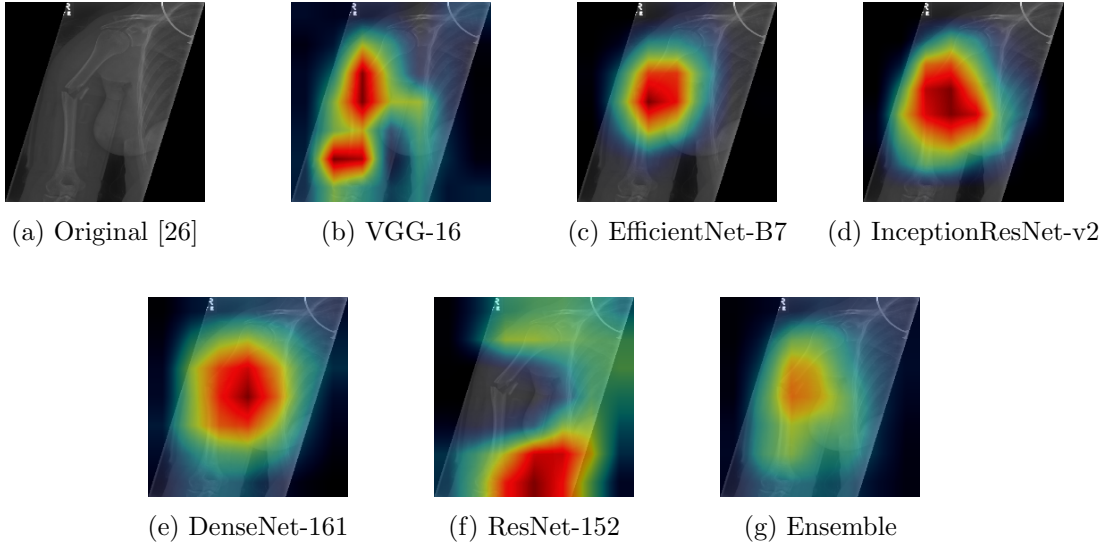 (a) Original [26]
(b) VGG-16
(c) EfficientNet-B7
(d) InceptionResNet-v2
(e) DenseNet-161
(f) ResNet-152
(g) Ensemble